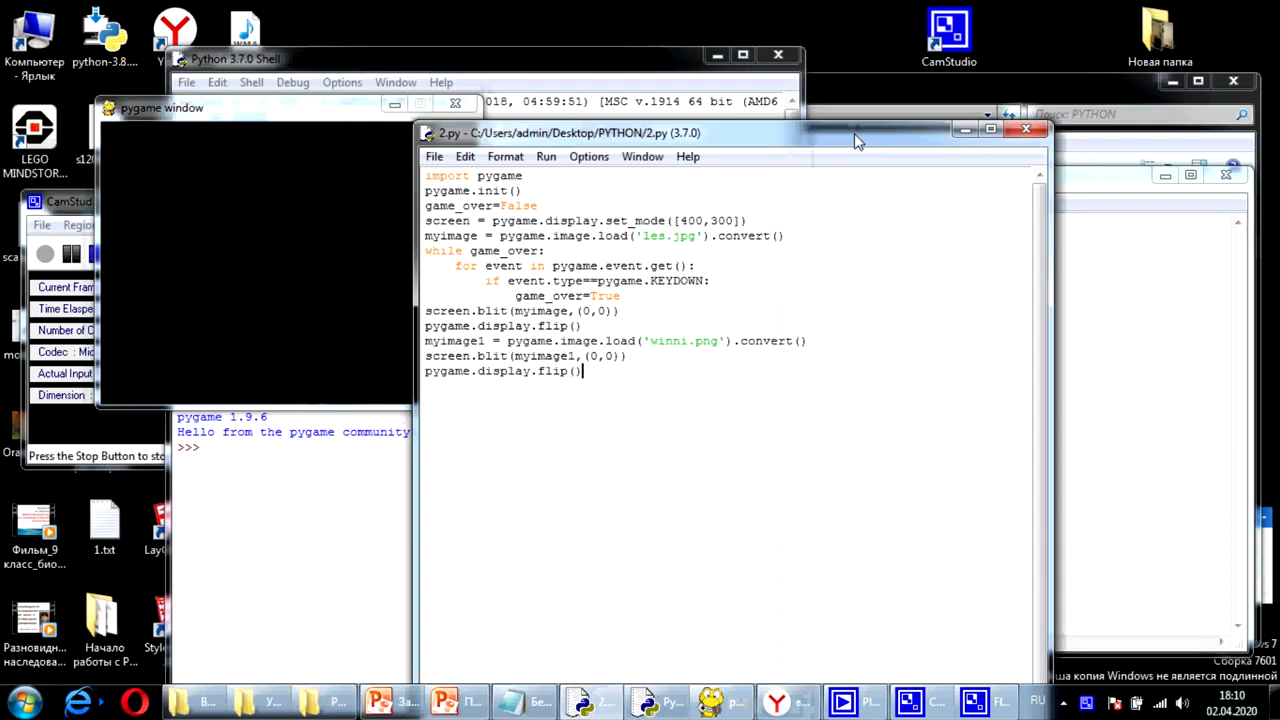 Компьютер - Ярлык
python-3.8....
CamStudio
Новая папка
Python 3.7.0 Shell
File Edit Shell Debug Options Window Help
pygame window
018, 04:59:51) [MSC v.1914 64 bit (AMD6
Поиск: PYTHON
2.py - C:/Users/admin/Desktop/PYTHON/2.py (3.7.0)
File Edit Format Run Options Window Help
import pygame
pygame.init()
game_over=False
screen = pygame.display.set_mode([400,300])
myimage = pygame.image.load('les.jpg').convert()
while game_over:
for event in pygame.event.get():
if event.type==pygame.KEYDOWN:
game_over=True
screen.blit(myimage,(0,0))
pygame.display.flip()
myimage1 = pygame.image.load('winni.png').convert()
screen.blit(myimage1,(0,0))
pygame.display.flip()
LEGO MINDSTOR...
s120
CamStudi
File Region
Current Fram
Time Elaspe
Number of C
Codec : Mi
Actual Input
Dimension :
Press the Stop Button to sto
pygame 1.9.6
Hello from the pygame community
>>>
Фильм_9 класс_био...
1.txt
Разновидн... наследова...
Начало работы с P...
Сборка 7601
ша копия Windows не является подлинной
RU
18:10
02.04.2020